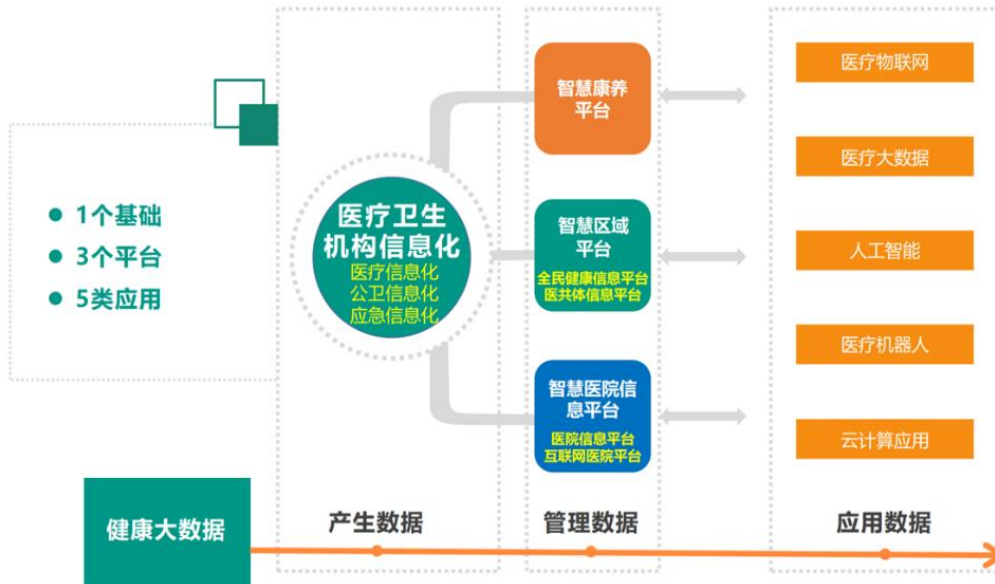 1个基础
3个平台
5类应用
医疗卫生
机构信息化
医疗信息化
公卫信息化
应急信息化
智慧康养
平台
智慧区域
平台
全民健康信息平台
医共体信息平台
智慧医院信
息平台
医院信息平台
互联网医院平台
医疗物联网
医疗大数据
人工智能
医疗机器人
云计算应用
健康大数据
产生数据
管理数据
应用数据